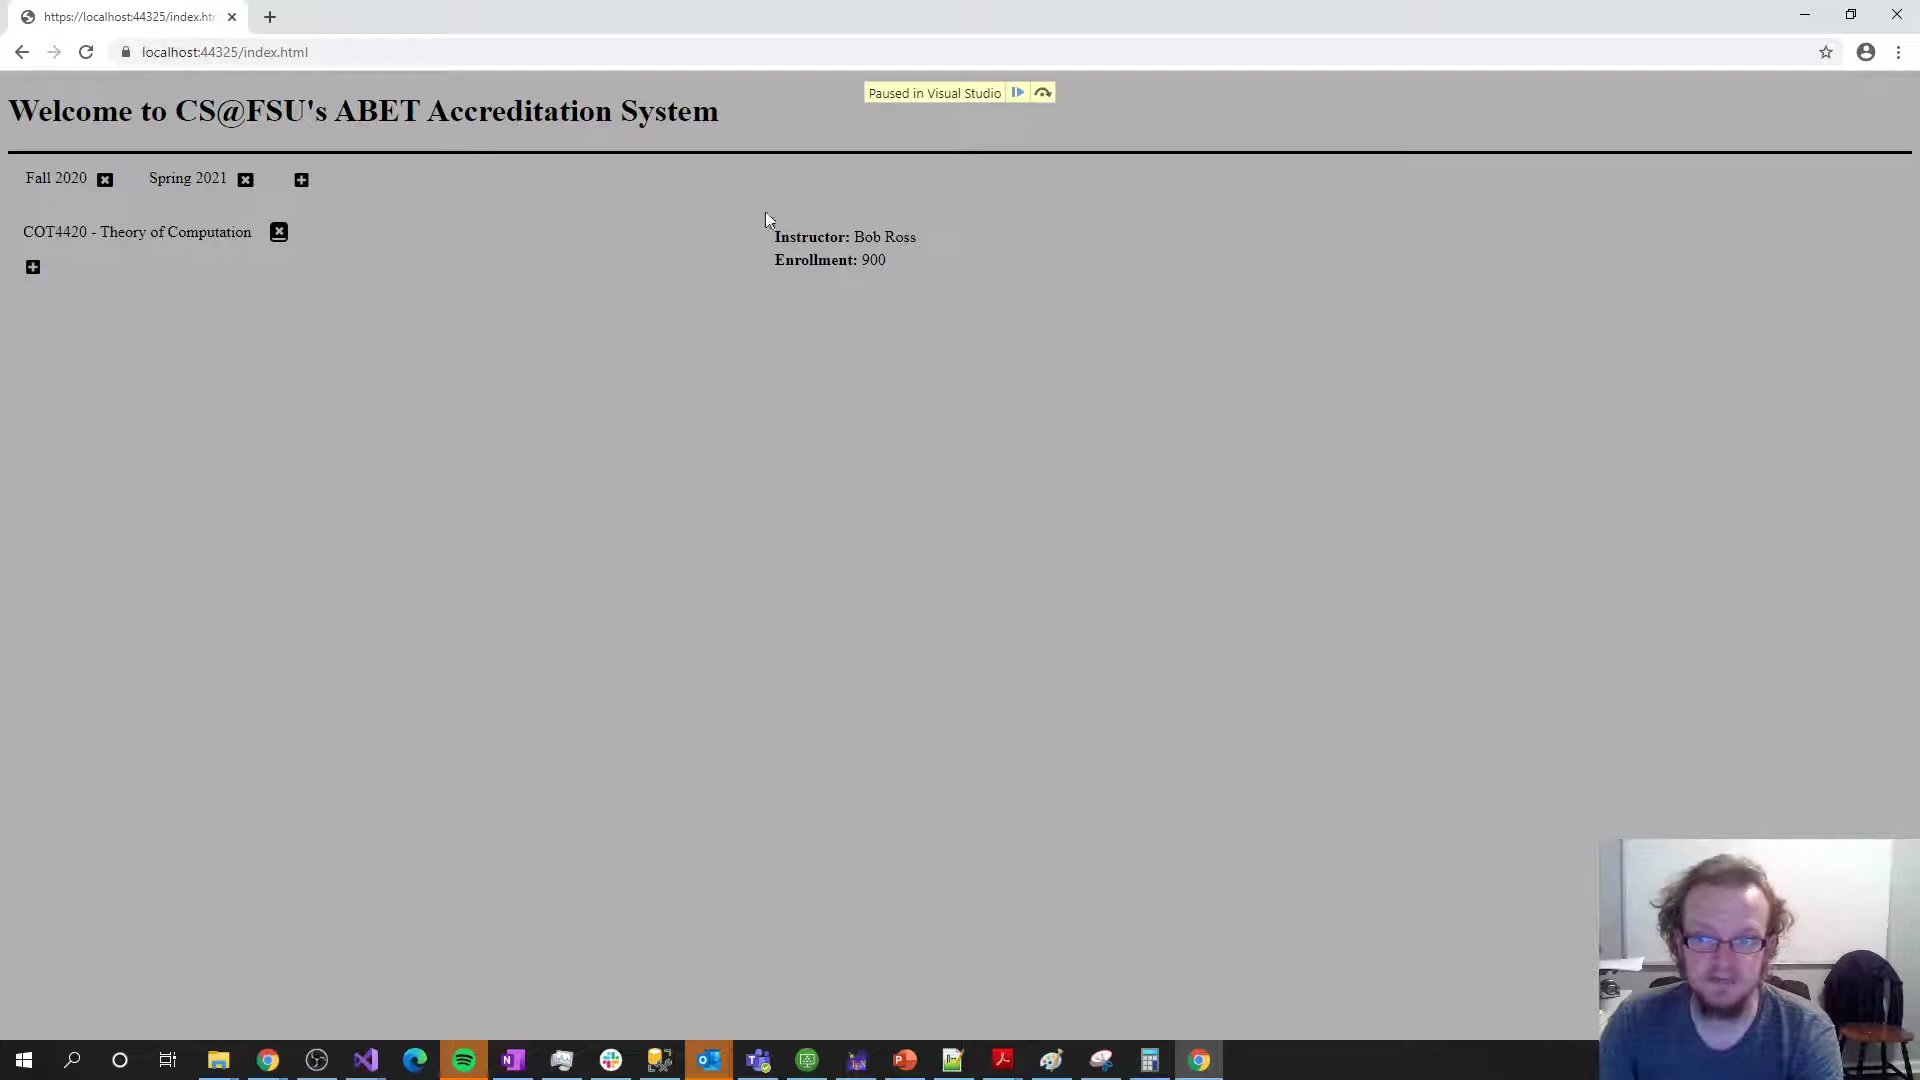 https://localhost:44325/index.ht
localhost:44325/index.html
Paused in Visual Studio
Welcome to CS@FSU's ABET Accreditation System
Fall 2020 Spring 2021
COT4420 - Theory of Computation
Instructor: Bob Ross
Enrollment: 900